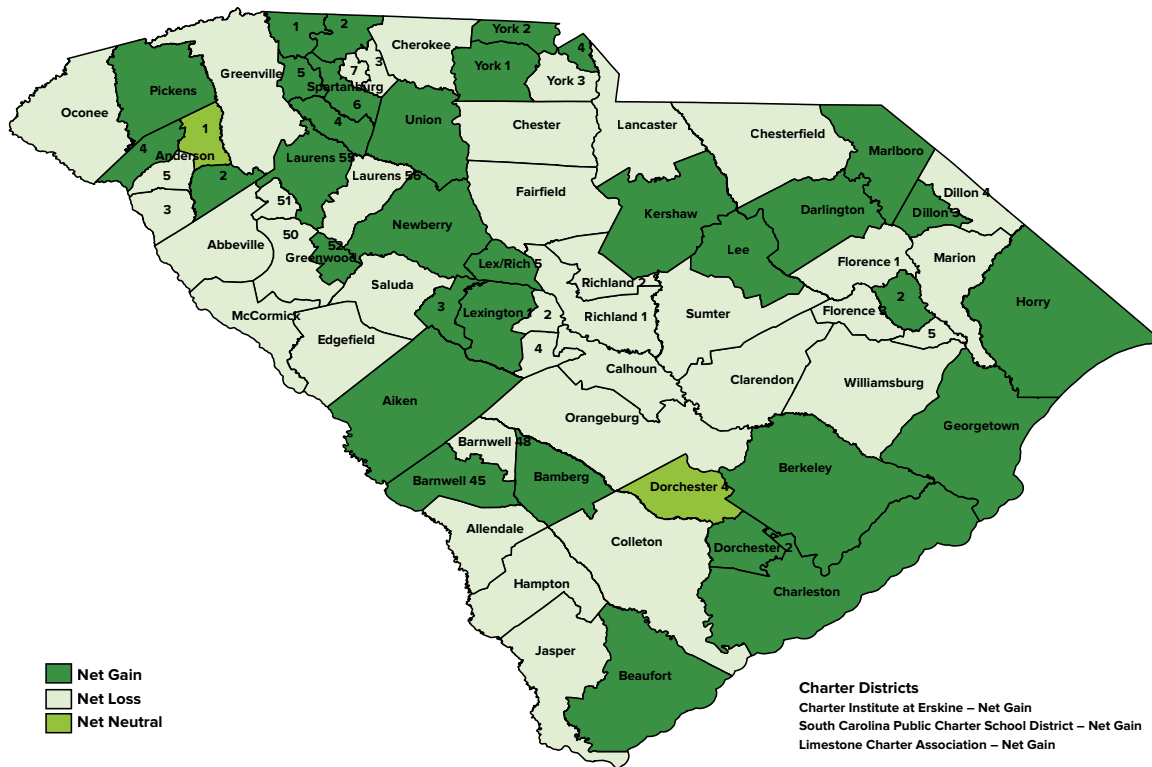 1
2
Cherokee
York 2
4
Greenville
5
7
3
Spartanburg
York 1
York 3
Pickens
6
Oconee
1
4
Union
Chester
Lancaster
Chesterfield
4
Anderson
Laurens 55
Marlboro
5
2
Laurens 56
Fairfield
Dillon 4
3
51
Kershaw
Darlington
Dillon 3
Newberry
50
Abbeville
52
Greenwood
Lee
Lex/Rich 5
Florence 1
Marion
Saluda
Richland 2
2
Horry
McCormick
3
Lexington 1
2
Richland 1
Sumter
Florence 3
5
Edgefield
4
Calhoun
Clarendon
Williamsburg
Aiken
Orangeburg
Georgetown
Barnwell 48
Barnwell 45
Bamberg
Dorchester 4
Berkeley
Allendale
Colleton
Dorchester 2
Hampton
Charleston
Jasper
Beaufort
Net Gain
Net Loss
Net Neutral
Charter Districts
Charter Institute at Erskine – Net Gain
South Carolina Public Charter School District – Net Gain
Limestone Charter Association – Net Gain